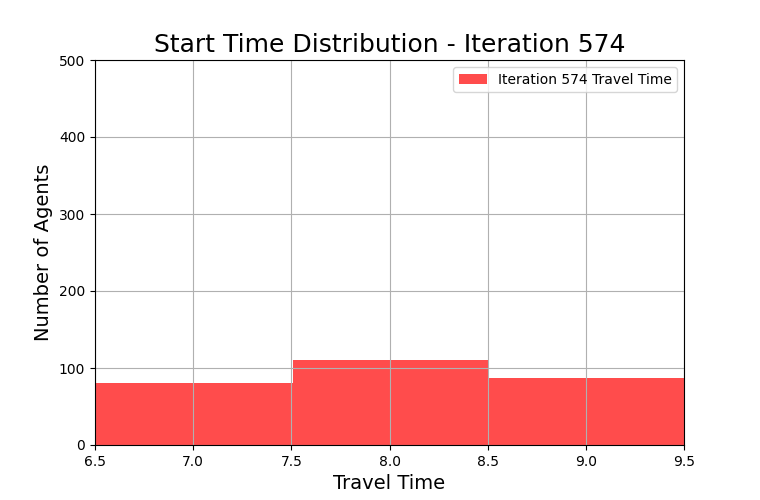 Start Time Distribution - Iteration 574
Iteration 574 Travel Time
Number of Agents
500
400
300
200
100
0
6.5 7.0 7.5 8.0 8.5 9.0 9.5
Travel Time